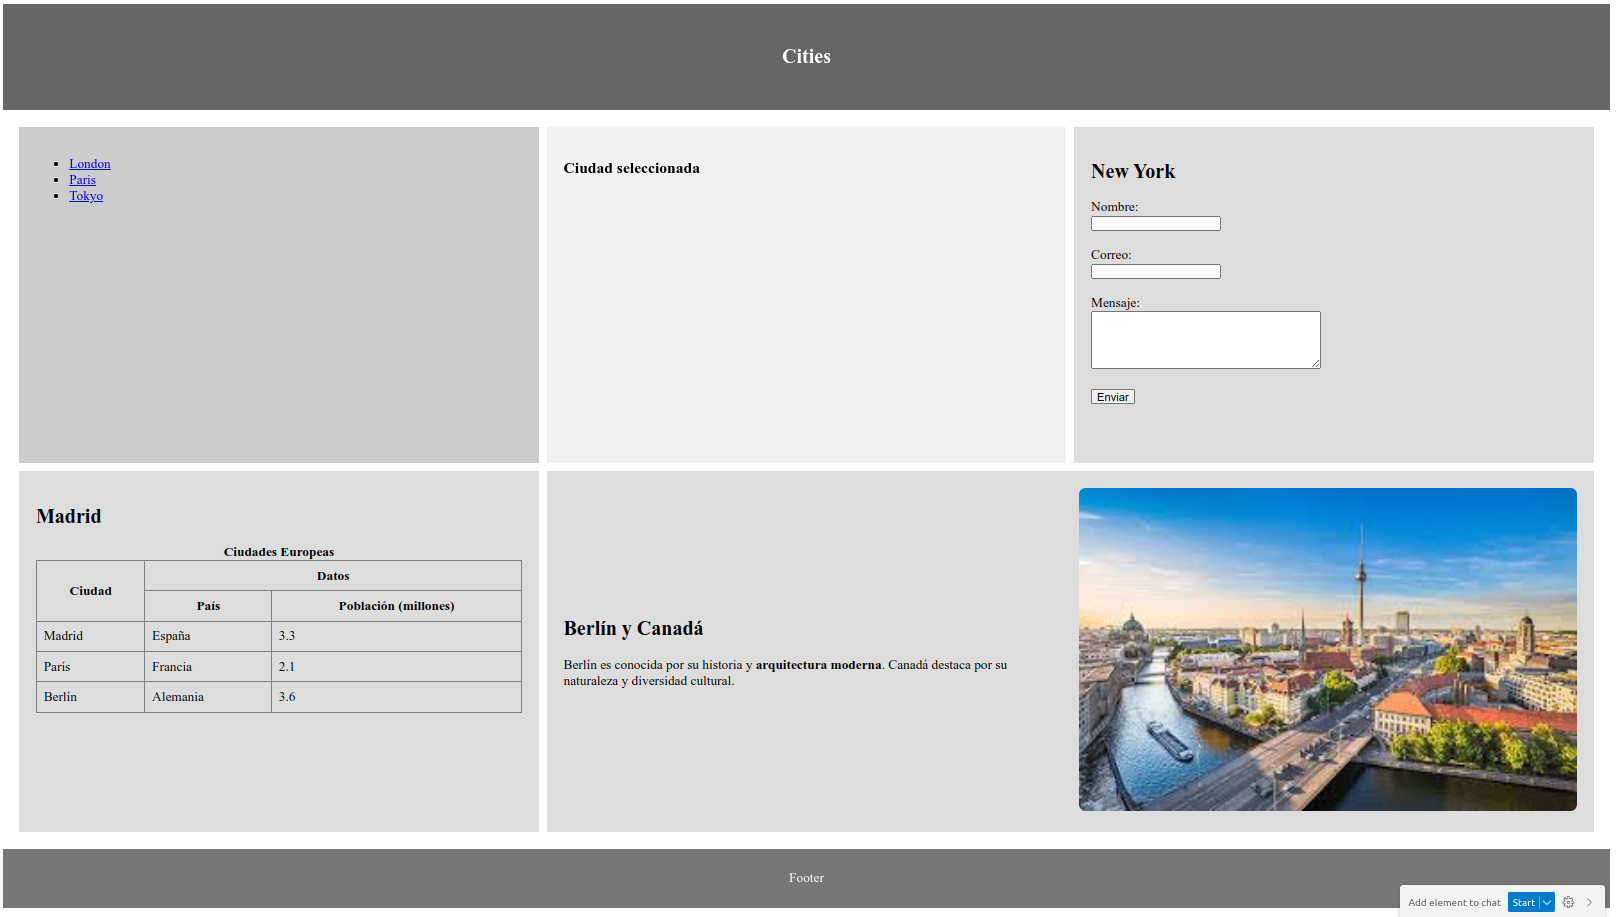 Cities
London
Paris
Tokyo
Ciudad seleccionada
New York
Nombre:
Correo:
Mensaje:
Enviar
Madrid
Ciudades Europeas
Ciudad
Datos
País
Población (millones)
Madrid España 3.3
París Francia 2.1
Berlín Alemania 3.6
Berlín y Canadá
Berlín es conocida por su historia y arquitectura moderna. Canadá destaca por su
naturaleza y diversidad cultural.
Footer
Add element to chat Start